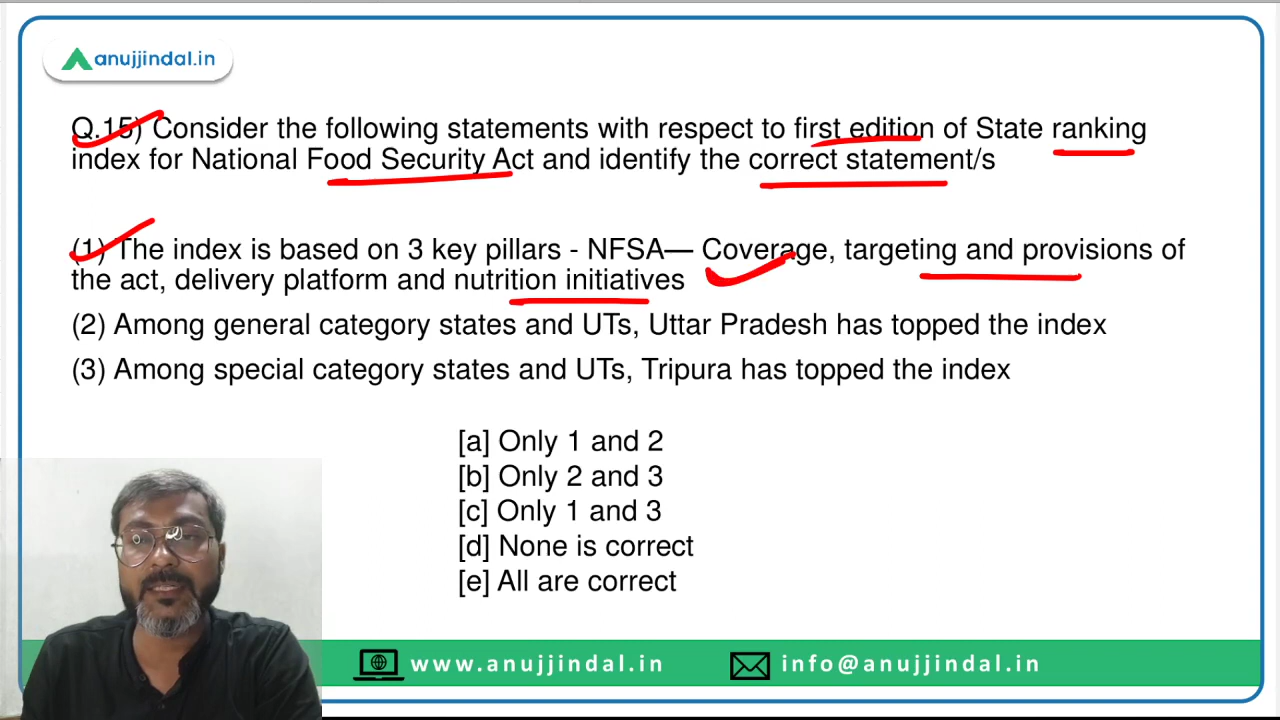 anujjindal.in
Q.15) Consider the following statements with respect to first edition of State ranking
index for National Food Security Act and identify the correct statement/s
(1) The index is based on 3 key pillars - NFSA— Coverage, targeting and provisions of
the act, delivery platform and nutrition initiatives
(2) Among general category states and UTs, Uttar Pradesh has topped the index
(3) Among special category states and UTs, Tripura has topped the index
[a] Only 1 and 2
[b] Only 2 and 3
[c] Only 1 and 3
[d] None is correct
[e] All are correct
www.anujjindal.in info@anujjindal.in